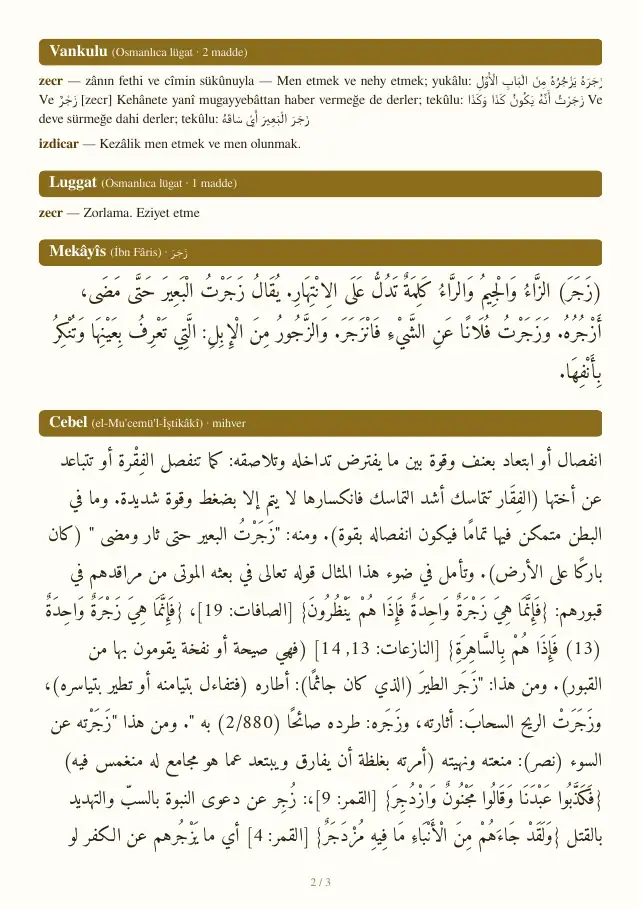 Vankulu (Osmanlıca lügat · 2 madde)
zecr — zânın fethi ve cîmin sükûnuyla — Men etmek ve nehy etmek; yukâlu: زَجَرَهُ يَزْجُرُهُ مِنَ الْبَابِ الْأَوَّلِ
Ve زَجْرٌ [zecr] Kehânete yanî mugayyebâttan haber vermeğe de derler; tekûlu: زَجَرْتُ أَنَّهُ يَكُونُ كَذَا وَكَذَا Ve
deve sürmeğe dahi derler; tekûlu: زَجَرَ الْبَعِيرَ أَيْ سَاقَهُ
izdicar — Kezâlik men etmek ve men olunmak.
Luggat (Osmanlıca lügat · 1 madde)
zecr — Zorlama. Eziyet etme
Mekâyîs (İbn Fâris) · زَجَرَ
(زَجَرَ) الزَّاءُ وَالْجِيمُ وَالرَّاءُ كَلِمَةٌ تَدُلُّ عَلَى الِانْتِهَارِ. يُقَالُ زَجَرْتُ الْبَعِيرَ حَتَّى مَضَى،
أَزْجُرُهُ. وَزَجَرْتُ فُلَانًا عَنِ الشَّيْءِ فَانْزَجَرَ. وَالزَّجُورُ مِنَ الْإِبِلِ: الَّتِي تَعْرِفُ بِعَيْنِهَا وَتُنْكِرُ
بِأَنْفِهَا.
Cebel (el-Mu'cemü'l-İştikâkî) · mihver
انفصال أو ابتعاد بعنف وقوة بين ما يفترض تداخله وتلاصقه: كما تنفصل الفِقْرة أو تتباعد
عن أختها (الفِقَار تتماسك أشد التماسك فانكسارها لا يتم إلا بضغط وقوة شديدة. وما في
البطن متمكن فيها تمامًا فيكون انفصاله بقوة). ومنه: "زَجَرْتُ البعير حتى ثار ومضى " (كان
باركًا على الأرض). وتأمل في ضوء هذا المثال قوله تعالى في بعثه الموتى من مراقدهم في
قبورهم: {فَإِنَّمَا هِيَ زَجْرَةٌ وَاحِدَةٌ فَإِذَا هُمْ يَنْظُرُونَ} [الصافات: 19]، {فَإِنَّمَا هِيَ زَجْرَةٌ وَاحِدَةٌ
(13) فَإِذَا هُمْ بِالسَّاهِرَةِ} [النازعات: 13, 14] (فهي صيحة أو نفخة يقومون بها من
القبور). ومن هذا: "زَجَر الطيرَ (الذي كان جاثمًا): أطاره (فتفاءل بتيامنه أو تطير بتياسره)،
وزَجَرَتْ الريح السحابَ: أثارته، وزَجَره: طرده صائحًا (2/880) به ". ومن هذا "زَجَرْته عن
السوء (نصر): منعته ونهيته (أمرته بغلظة أن يفارق ويبتعد عما هو مجامع له منغمس فيه)
{فَكَذَّبُوا عَبْدَنَا وَقَالُوا مَجْنُونٌ وَازْدُجِرَ} [القمر: 9]،: زُجِر عن دعوى النبوة بالسبّ والتهديد
بالقتل {وَلَقَدْ جَاءَهُمْ مِنَ الْأَنْبَاءِ مَا فِيهِ مُزْدَجَرٌ} [القمر: 4] أي ما يَزْجُرهم عن الكفر لو
2 / 3